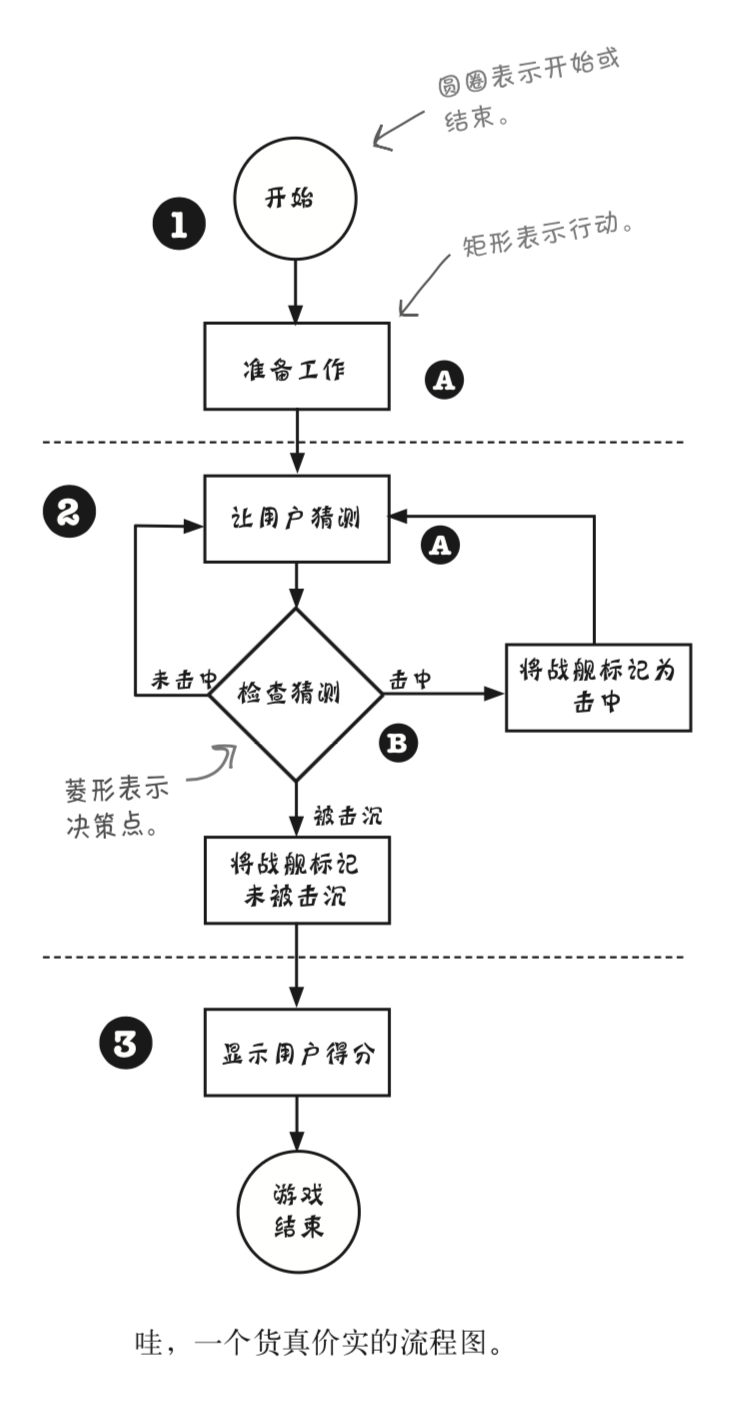 圆圈表示开始或
结束。
开始
1
矩形表示行动。
准备工作
A
2
让用户猜测
A
未击中
检查猜测
击中
将战舰标记为
击中
B
菱形表示
决策点。
被击沉
将战舰标记
未被击沉
3
显示用户得分
游戏
结束
哇，一个货真价实的流程图。